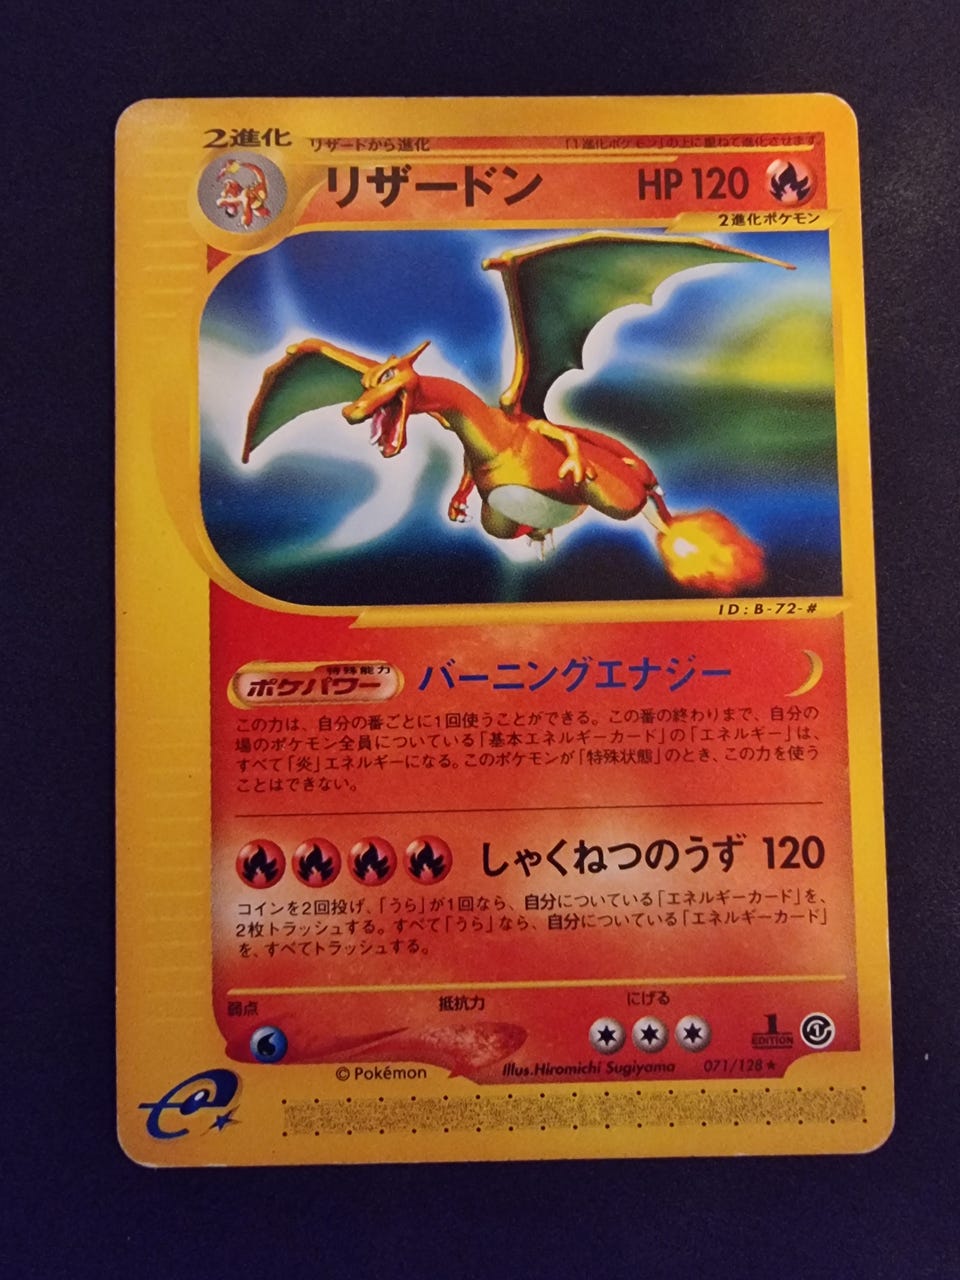 2進化
リザードから進化
「1進化ポケモン」の上に重ねて進化させます。
リザードン HP 120
2進化ポケモン
ID : B-72-#
特殊能力
ポケパワー バーニングエナジー
この力は、自分の番ごとに1回使うことができる。この番の終わりまで、自分の
場のポケモン全員についている「基本エネルギーカード」の「エネルギー」は、
すべて「炎」エネルギーになる。このポケモンが「特殊状態」のとき、この力を使う
ことはできない。
しゃくねつのうず 120
コインを2回投げ、「うら」が1回なら、自分についている「エネルギーカード」を、
2枚トラッシュする。すべて「うら」なら、自分についている「エネルギーカード」
を、すべてトラッシュする。
弱点 抵抗力 にげる
1
EDITION
1
© Pokémon Illus. Hiromichi Sugiyama 071/128 ★
e